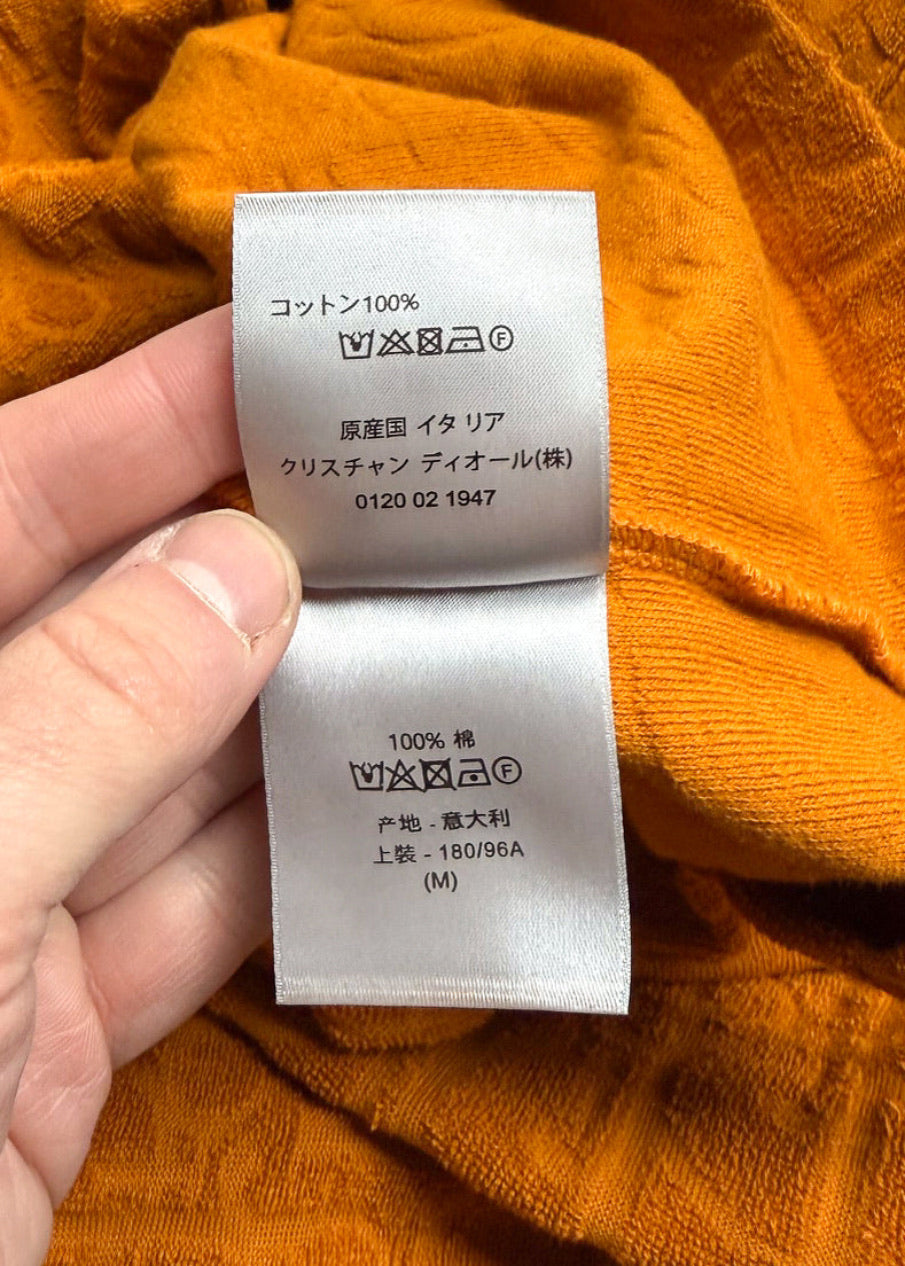 コットン100%
F
原産国 イタリア
クリスチャン ディオール(株)
0120 02 1947
100% 棉
F
产地 - 意大利
上裝 - 180/96A
(M)